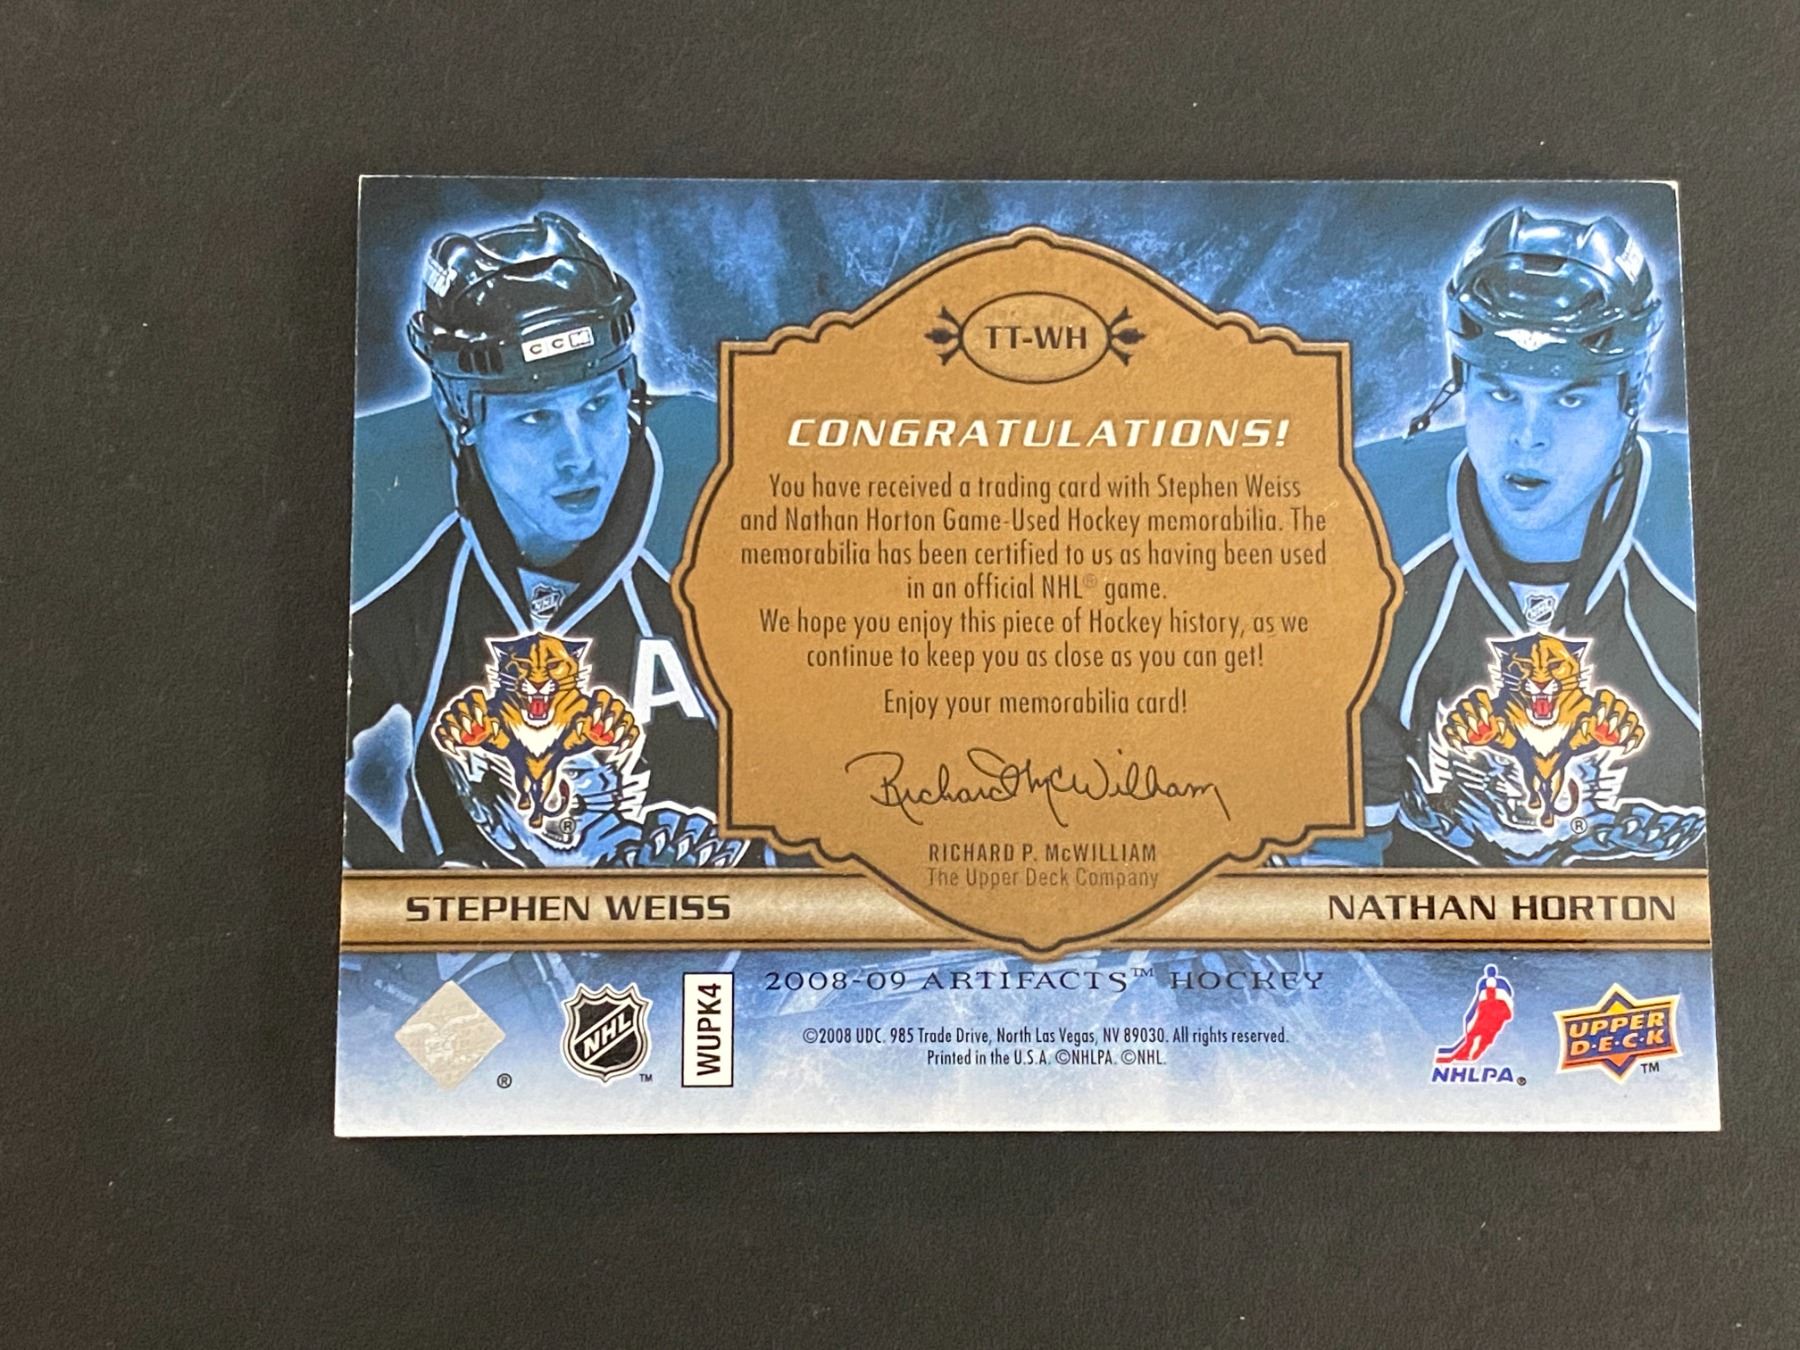 CCM
TT-WH
CONGRATULATIONS!
You have received a trading card with Stephen Weiss
and Nathan Horton Game-Used Hockey memorabilia. The
memorabilia has been certified to us as having been used
in an official NHL® game.
We hope you enjoy this piece of Hockey history, as we
continue to keep you as close as you can get!
Enjoy your memorabilia card!
A
Richard McWilliam
RICHARD P. McWILLIAM
The Upper Deck Company
®
®
STEPHEN WEISS
NATHAN HORTON
2008-09 ARTIFACTS™ HOCKEY
®
NHL
TM
WUPK4
©2008 UDC. 985 Trade Drive, North Las Vegas, NV 89030. All rights reserved.
Printed in the U.S.A. ©NHLPA. ©NHL.
NHLPA®
UPPER
D·E·C·K
TM